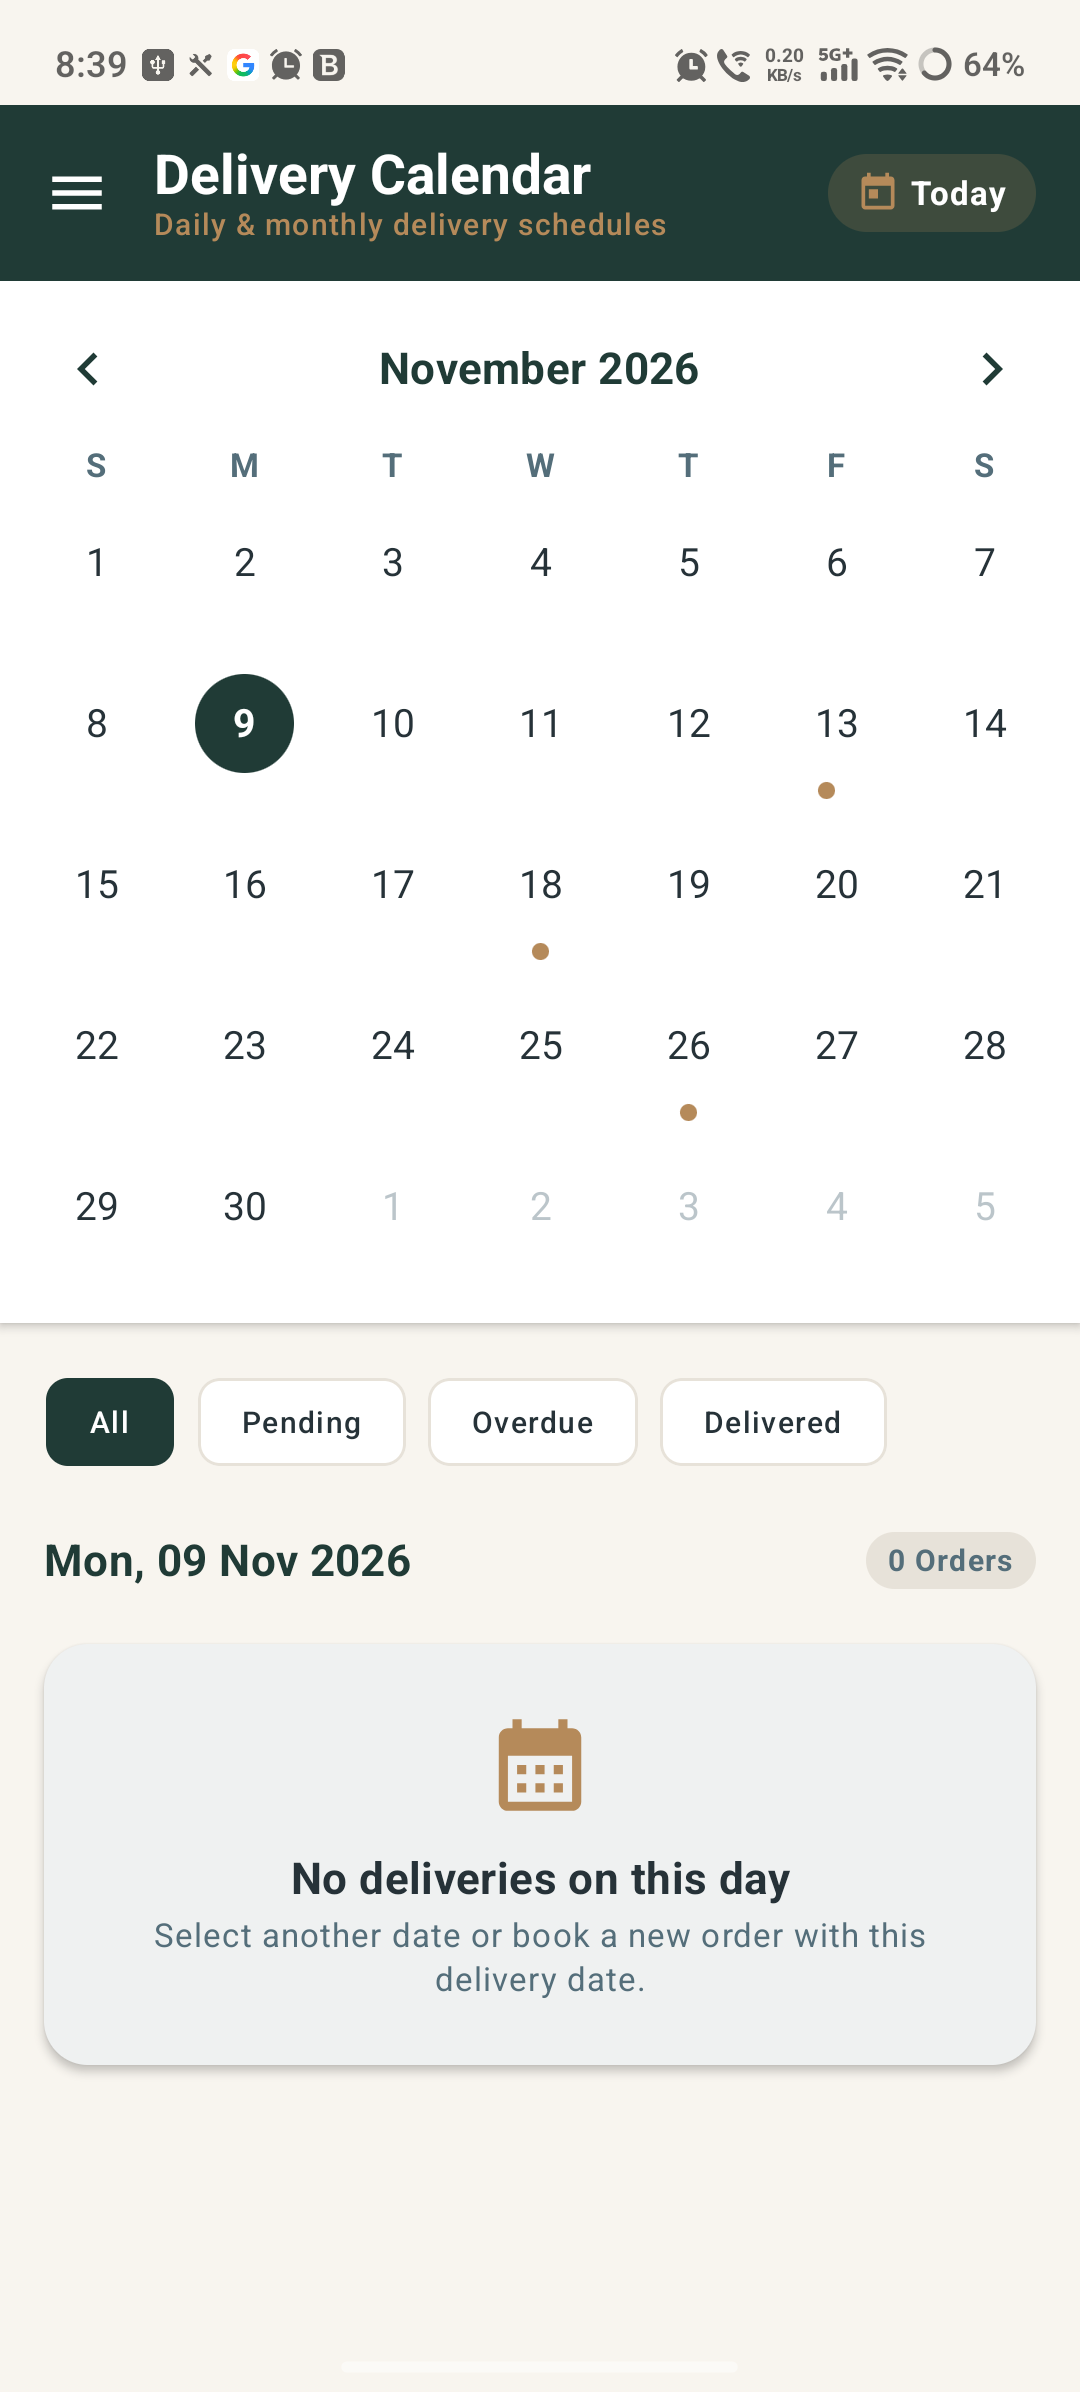 8:39
B
0.20
KB/s
5G+
64%
Delivery Calendar
Daily & monthly delivery schedules
Today
November 2026
S M T W T F S
1 2 3 4 5 6 7
8 9 10 11 12 13 14
15 16 17 18 19 20 21
22 23 24 25 26 27 28
29 30 1 2 3 4 5
All Pending Overdue Delivered
Mon, 09 Nov 2026
0 Orders
No deliveries on this day
Select another date or book a new order with this
delivery date.